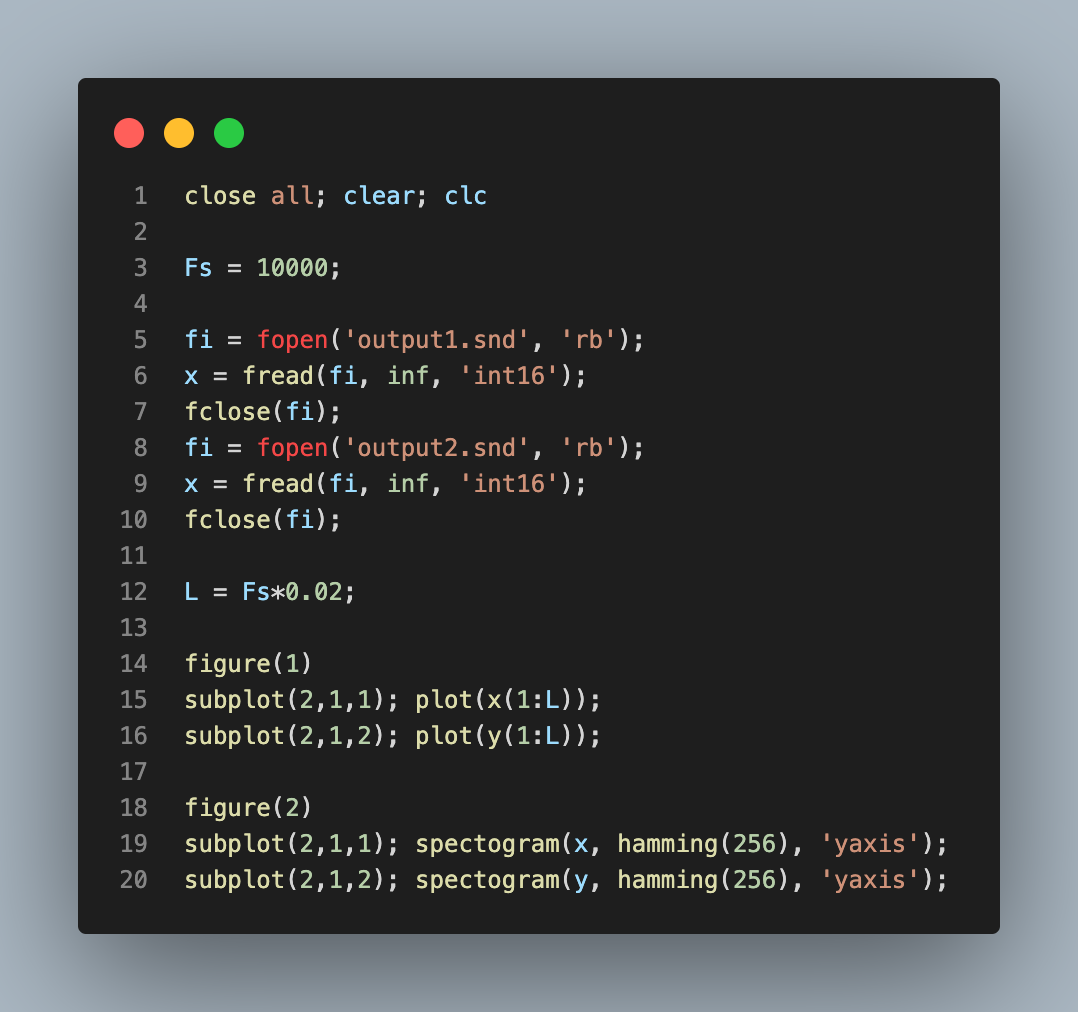 1 close all; clear; clc
2
3 Fs = 10000;
4
5 fi = fopen('output1.snd', 'rb');
6 x = fread(fi, inf, 'int16');
7 fclose(fi);
8 fi = fopen('output2.snd', 'rb');
9 x = fread(fi, inf, 'int16');
10 fclose(fi);
11
12 L = Fs*0.02;
13
14 figure(1)
15 subplot(2,1,1); plot(x(1:L));
16 subplot(2,1,2); plot(y(1:L));
17
18 figure(2)
19 subplot(2,1,1); spectogram(x, hamming(256), 'yaxis');
20 subplot(2,1,2); spectogram(y, hamming(256), 'yaxis');